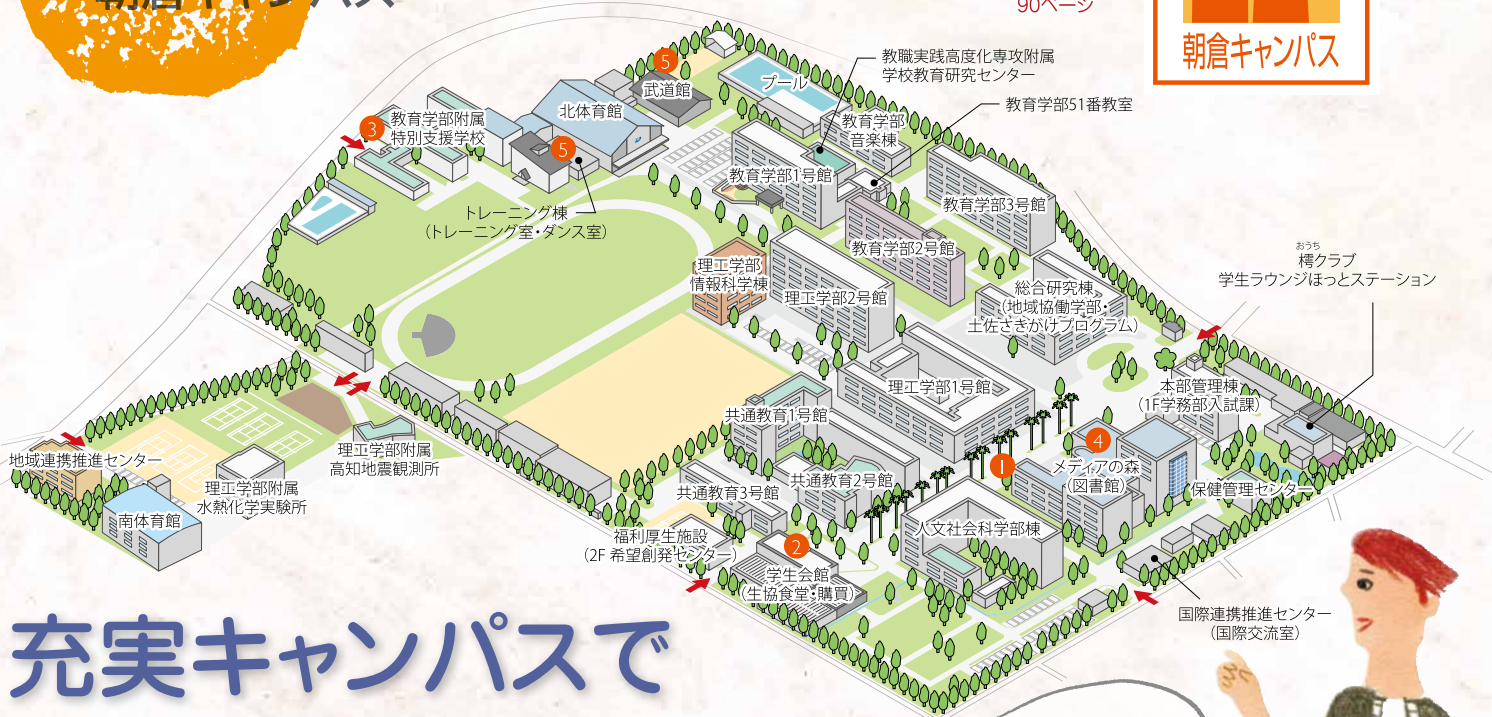 朝倉キャンパス
90ページ
朝倉キャンパス
5
武道館
プール
教職実践高度化専攻附属
学校教育研究センター
教育学部51番教室
北体育館
3
教育学部附属
特別支援学校
5
教育学部
音楽棟
教育学部1号館
教育学部3号館
トレーニング棟
(トレーニング室・ダンス室)
教育学部2号館
おうち
樗クラブ
学生ラウンジほっとステーション
理工学部
情報科学棟
理工学部2号館
総合研究棟
(地域協働学部・
土佐さきがけプログラム)
理工学部1号館
本部管理棟
(1F学務部入試課)
共通教育1号館
4
メディアの森
(図書館)
1
地域連携推進センター
理工学部附属
高知地震観測所
理工学部附属
水熱化学実験所
南体育館
共通教育3号館
共通教育2号館
保健管理センター
福利厚生施設
(2F 希望創発センター)
人文社会科学部棟
2
学生会館
(生協食堂・購買)
国際連携推進センター
(国際交流室)
充実キャンパスで